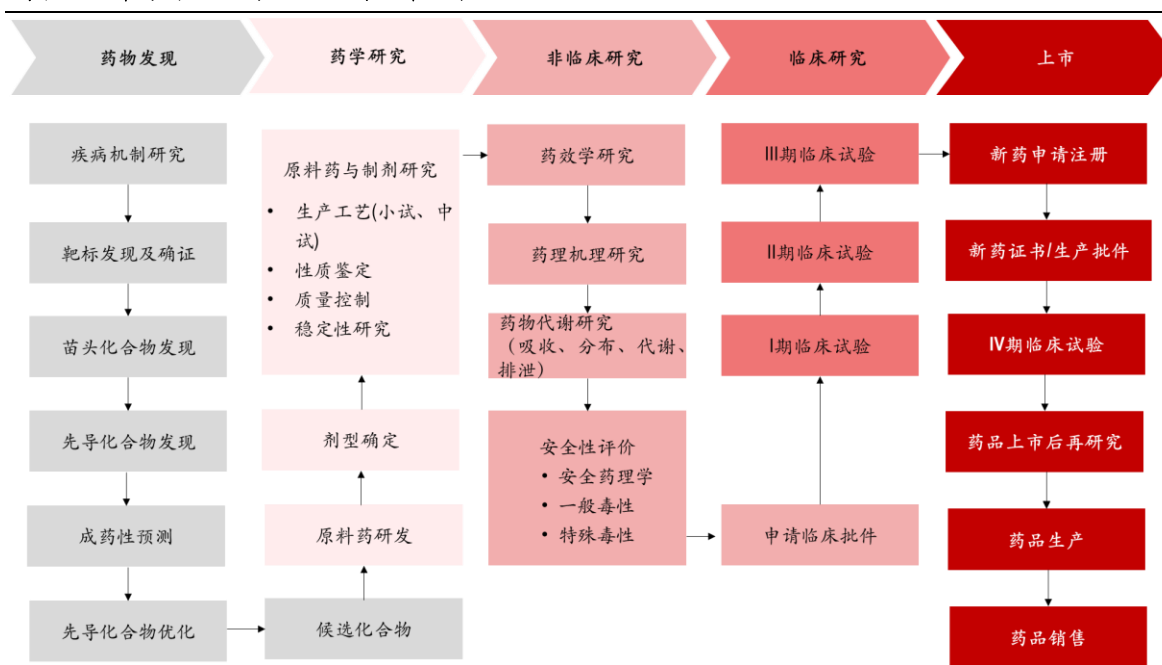 药物发现
药学研究
非临床研究
临床研究
上市
疾病机制研究
靶标发现及确证
苗头化合物发现
先导化合物发现
成药性预测
先导化合物优化
原料药与制剂研究
• 生产工艺(小试、中
试)
• 性质鉴定
• 质量控制
• 稳定性研究
剂型确定
原料药研发
候选化合物
药效学研究
药理机理研究
药物代谢研究
（吸收、分布、代谢、
排泄）
安全性评价
• 安全药理学
• 一般毒性
• 特殊毒性
III期临床试验
II期临床试验
I期临床试验
申请临床批件
新药申请注册
新药证书/生产批件
IV期临床试验
药品上市后再研究
药品生产
药品销售